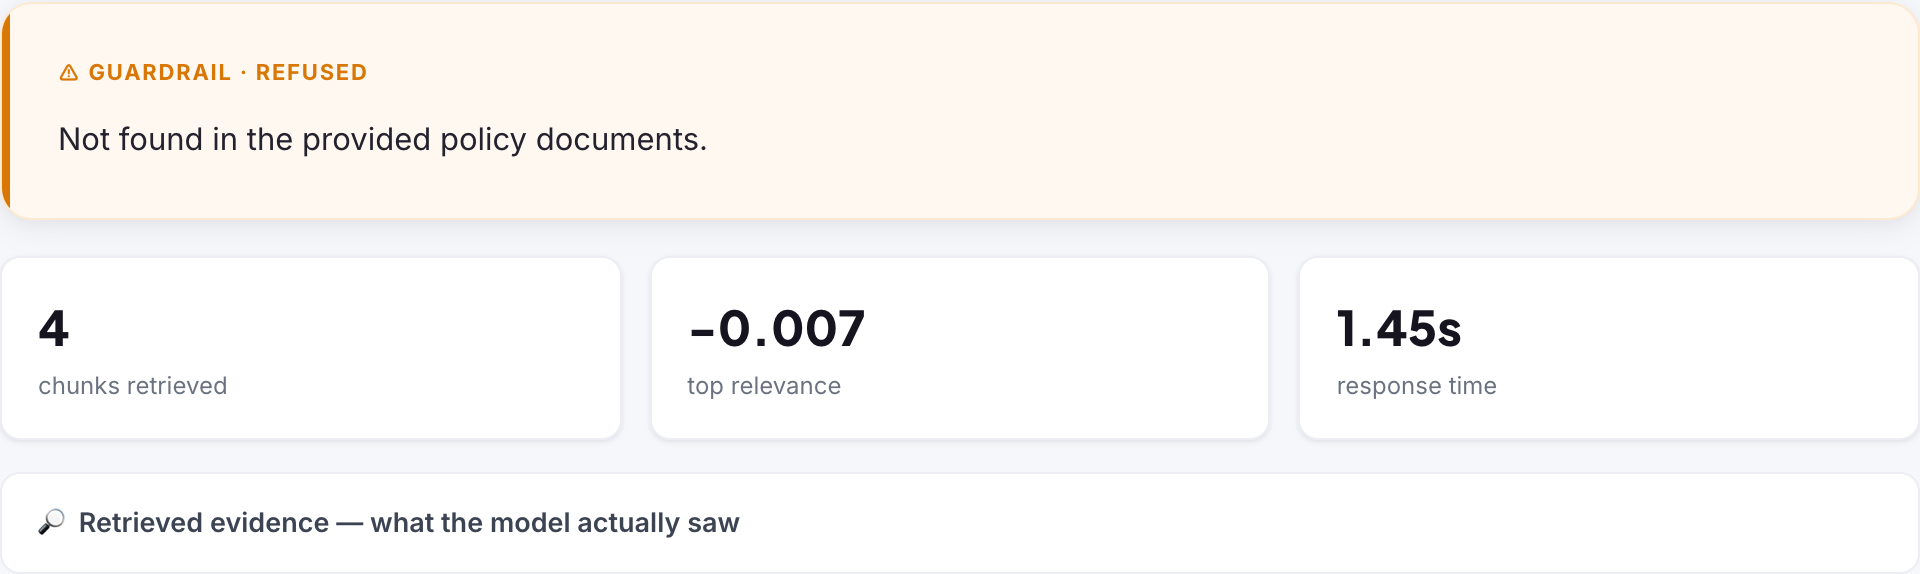 GUARDRAIL · REFUSED
Not found in the provided policy documents.
4
chunks retrieved
−0.007
top relevance
1.45s
response time
Retrieved evidence — what the model actually saw